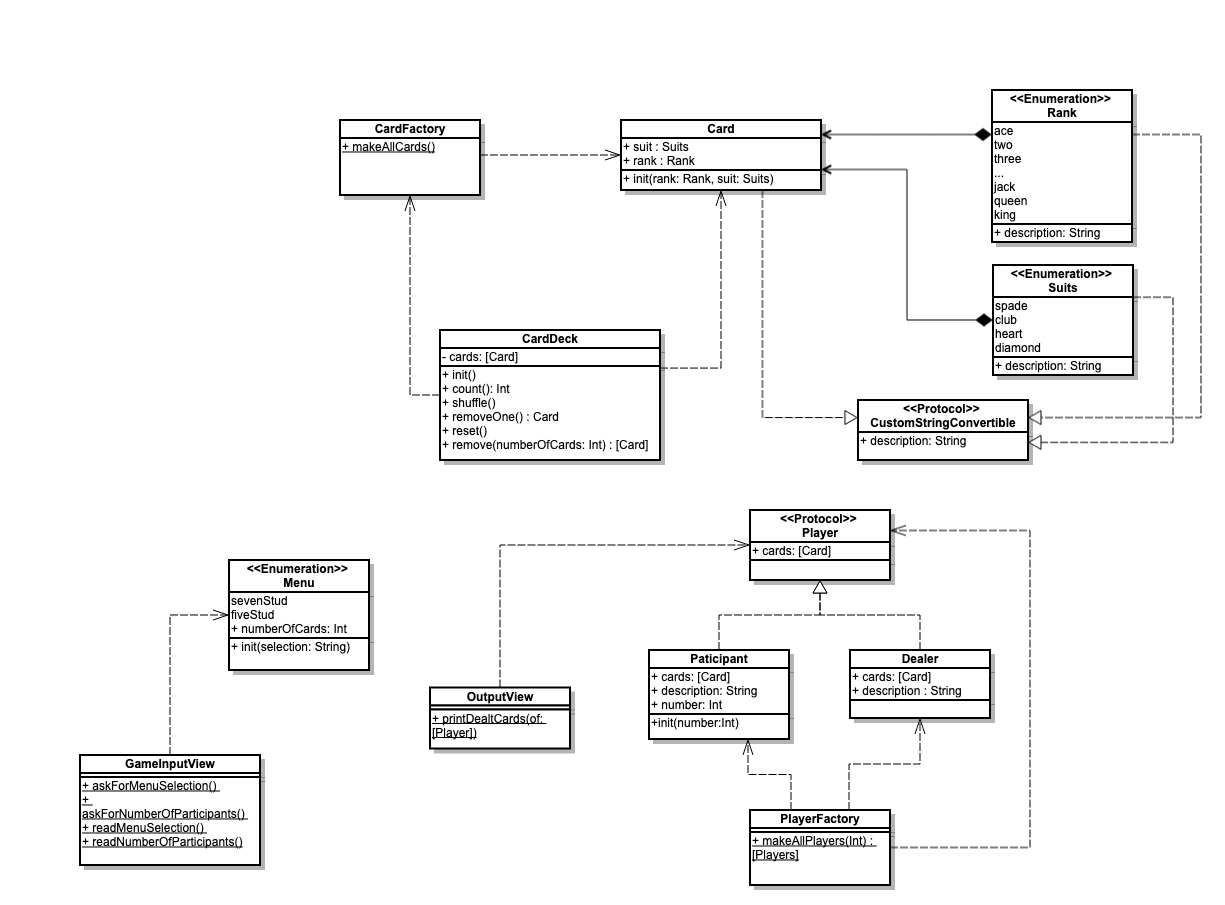 CardFactory
+ makeAllCards()
Card
+ suit : Suits
+ rank : Rank
+ init(rank: Rank, suit: Suits)
<<Enumeration>>
Rank
ace
two
three
...
jack
queen
king
+ description: String
<<Enumeration>>
Suits
spade
club
heart
diamond
+ description: String
CardDeck
- cards: [Card]
+ init()
+ count(): Int
+ shuffle()
+ removeOne() : Card
+ reset()
+ remove(numberOfCards: Int) : [Card]
<<Protocol>>
CustomStringConvertible
+ description: String
<<Protocol>>
Player
+ cards: [Card]
<<Enumeration>>
Menu
sevenStud
fiveStud
+ numberOfCards: Int
+ init(selection: String)
Paticipant
+ cards: [Card]
+ description: String
+ number: Int
+init(number:Int)
Dealer
+ cards: [Card]
+ description : String
OutputView
+ printDealtCards(of:
[Player])
GameInputView
+ askForMenuSelection()
+
askForNumberOfParticipants()
+ readMenuSelection()
+ readNumberOfParticipants()
PlayerFactory
+ makeAllPlayers(Int) :
[Players]